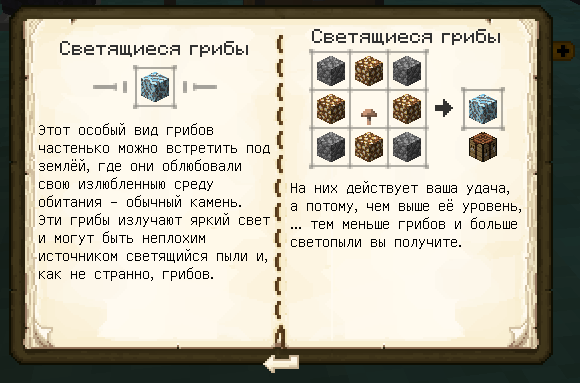 Светящиеся грибы
Этот особый вид грибов
частенько можно встретить под
землёй, где они облюбовали
свою излюбленную среду
обитания – обычный камень.
Эти грибы излучают яркий свет
и могут быть неплохим
источником светящийся пыли и,
как не странно, грибов.
Светящиеся грибы
На них действует ваша удача,
а потому, чем выше её уровень,
... тем меньше грибов и больше
светопыли вы получите.